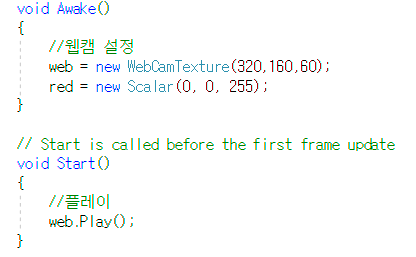 void Awake()
{
//웹캠 설정
web = new WebCamTexture(320,160,60);
red = new Scalar(0, 0, 255);
}
// Start is called before the first frame update
void Start()
{
//플레이
web.Play();
}